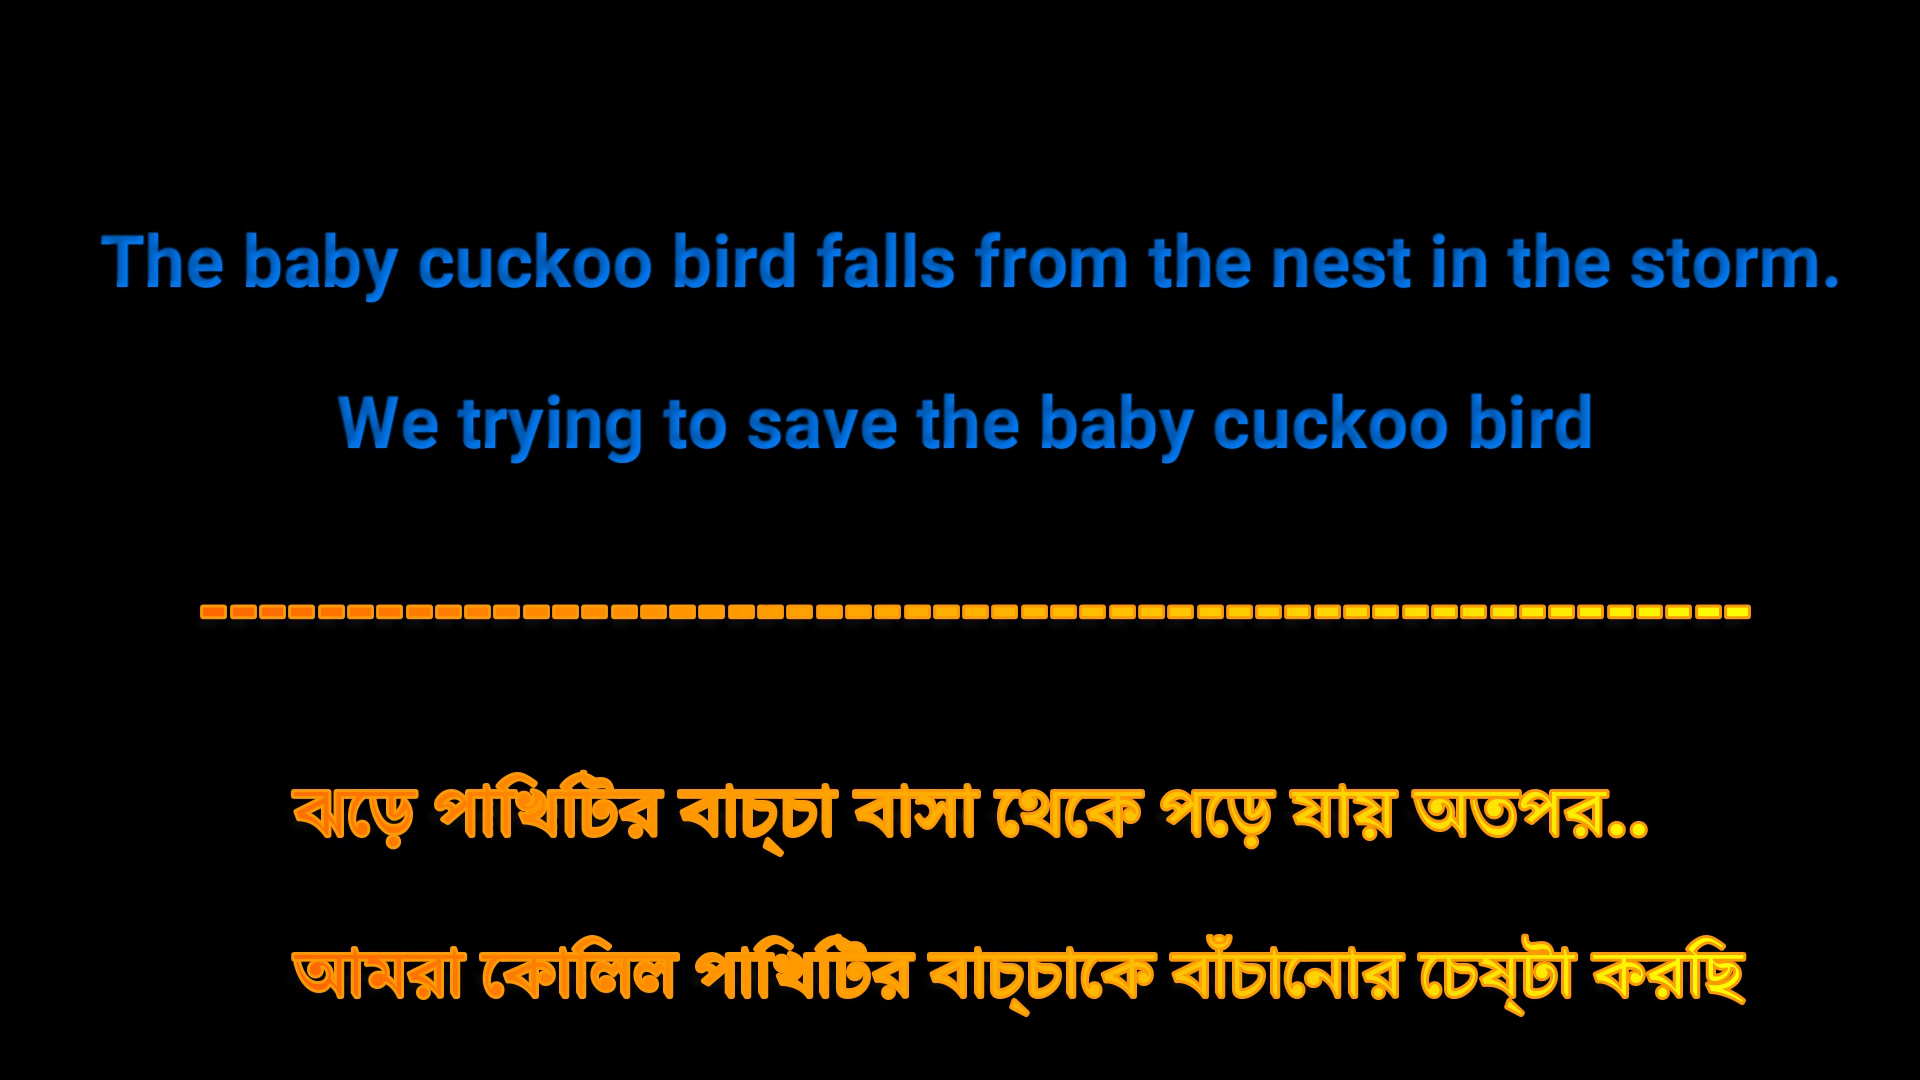 The baby cuckoo bird falls from the nest in the storm.
We trying to save the baby cuckoo bird
-----------------------------------------------------
ঝড়ে পাখিটির বাচ্‌চা বাসা থেকে পড়ে যায় অতপর..
আমরা কোলিল পাখিটির বাচ্‌চাকে বাঁচানোর চেষ্‌টা করছি